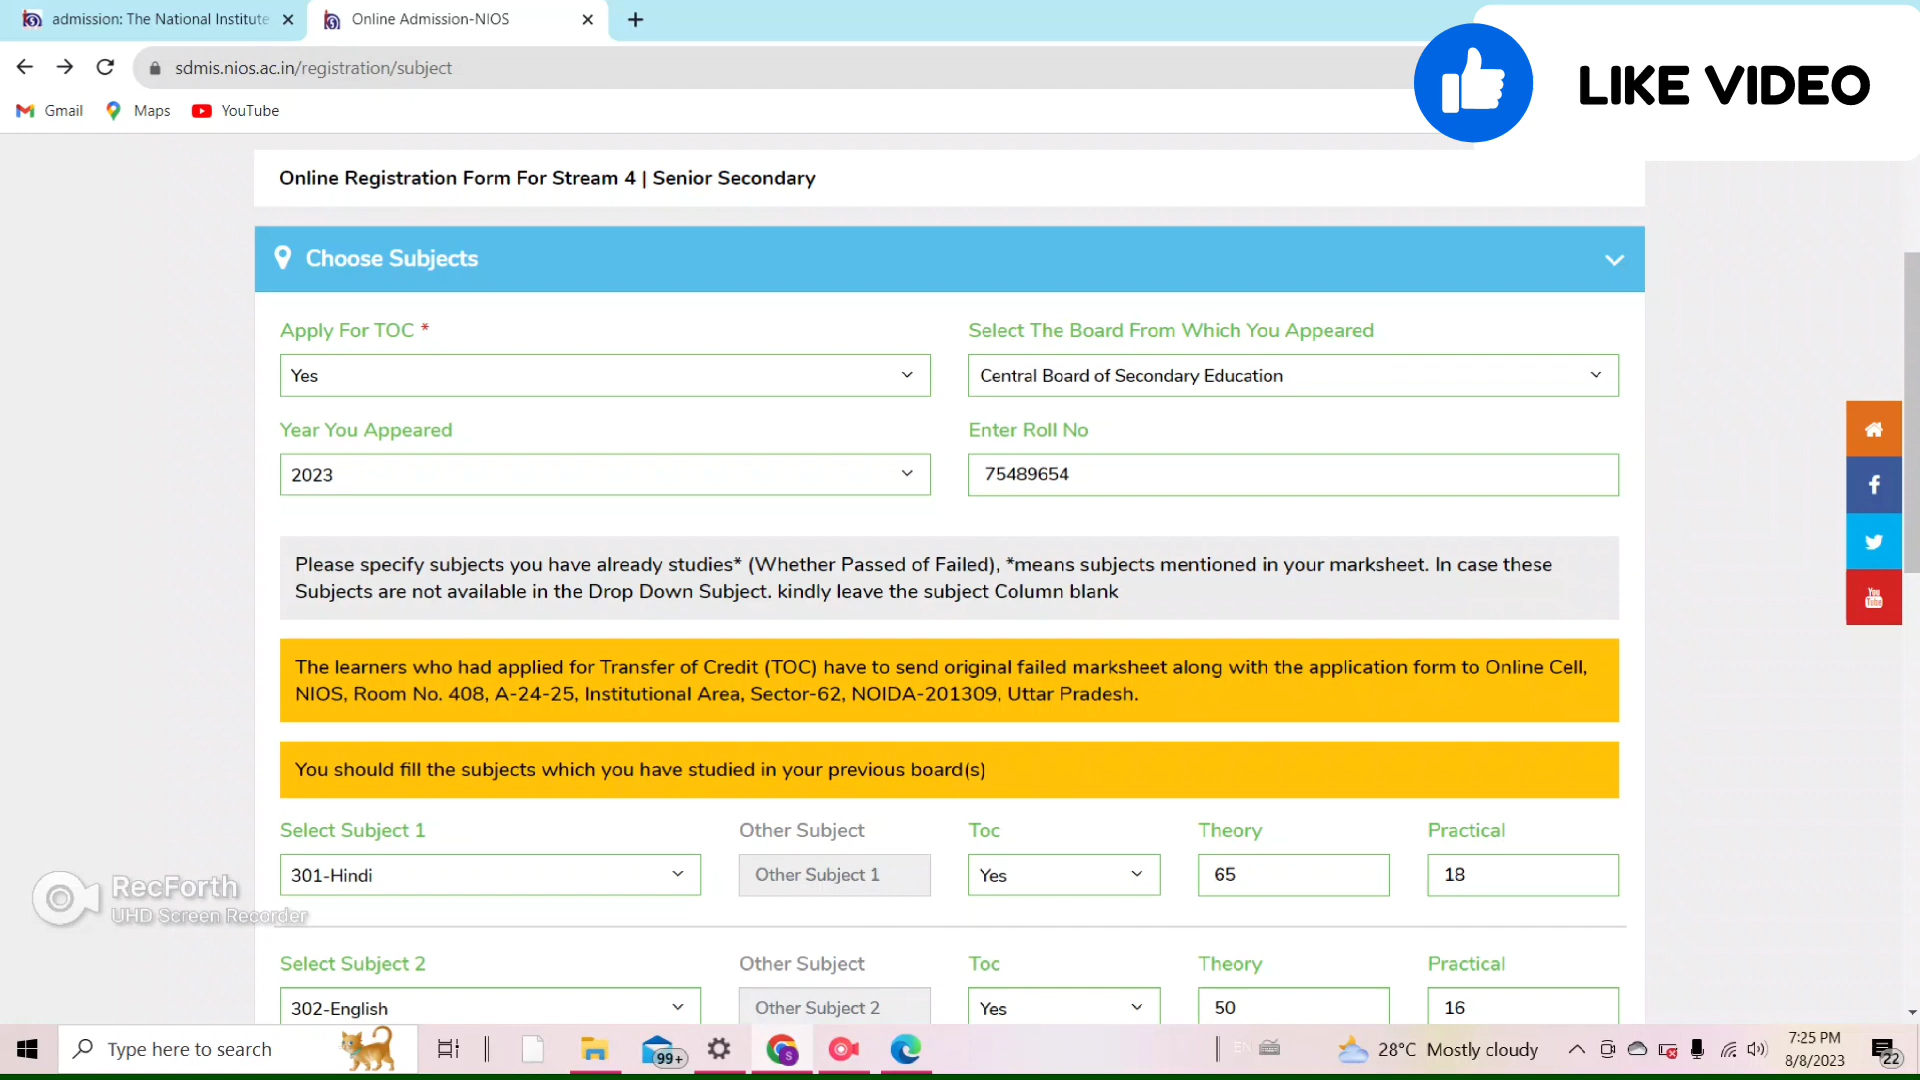 admission: The National Institute
Online Admission-NIOS
sdmis.nios.ac.in/registration/subject
LIKE VIDEO
Gmail
Maps
YouTube
Online Registration Form For Stream 4 | Senior Secondary
Choose Subjects
Apply For TOC *
Select The Board From Which You Appeared
Yes
Central Board of Secondary Education
Year You Appeared
Enter Roll No
2023
75489654
Please specify subjects you have already studies* (Whether Passed of Failed), *means subjects mentioned in your marksheet. In case these
Subjects are not available in the Drop Down Subject. kindly leave the subject Column blank
The learners who had applied for Transfer of Credit (TOC) have to send original failed marksheet along with the application form to Online Cell,
NIOS, Room No. 408, A-24-25, Institutional Area, Sector-62, NOIDA-201309, Uttar Pradesh.
You should fill the subjects which you have studied in your previous board(s)
Select Subject 1 Other Subject Toc Theory Practical
301-Hindi Other Subject 1 Yes 65 18
RecForth
UHD Screen Recorder
Select Subject 2 Other Subject Toc Theory Practical
302-English Other Subject 2 Yes 50 16
You
Tube
Type here to search
99+
S
28°C Mostly cloudy
7:25 PM
8/8/2023
22